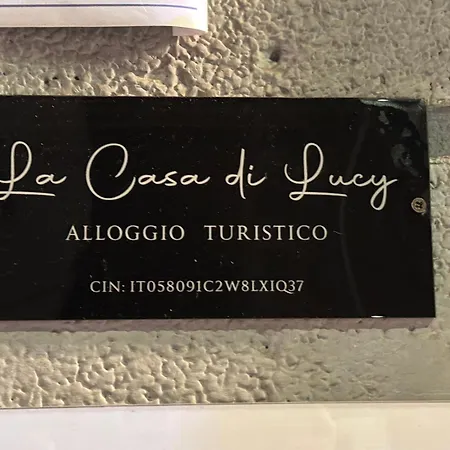 La Casa di Lucy
ALLOGGIO TURISTICO
CIN: IT058091C2W8LXIQ37